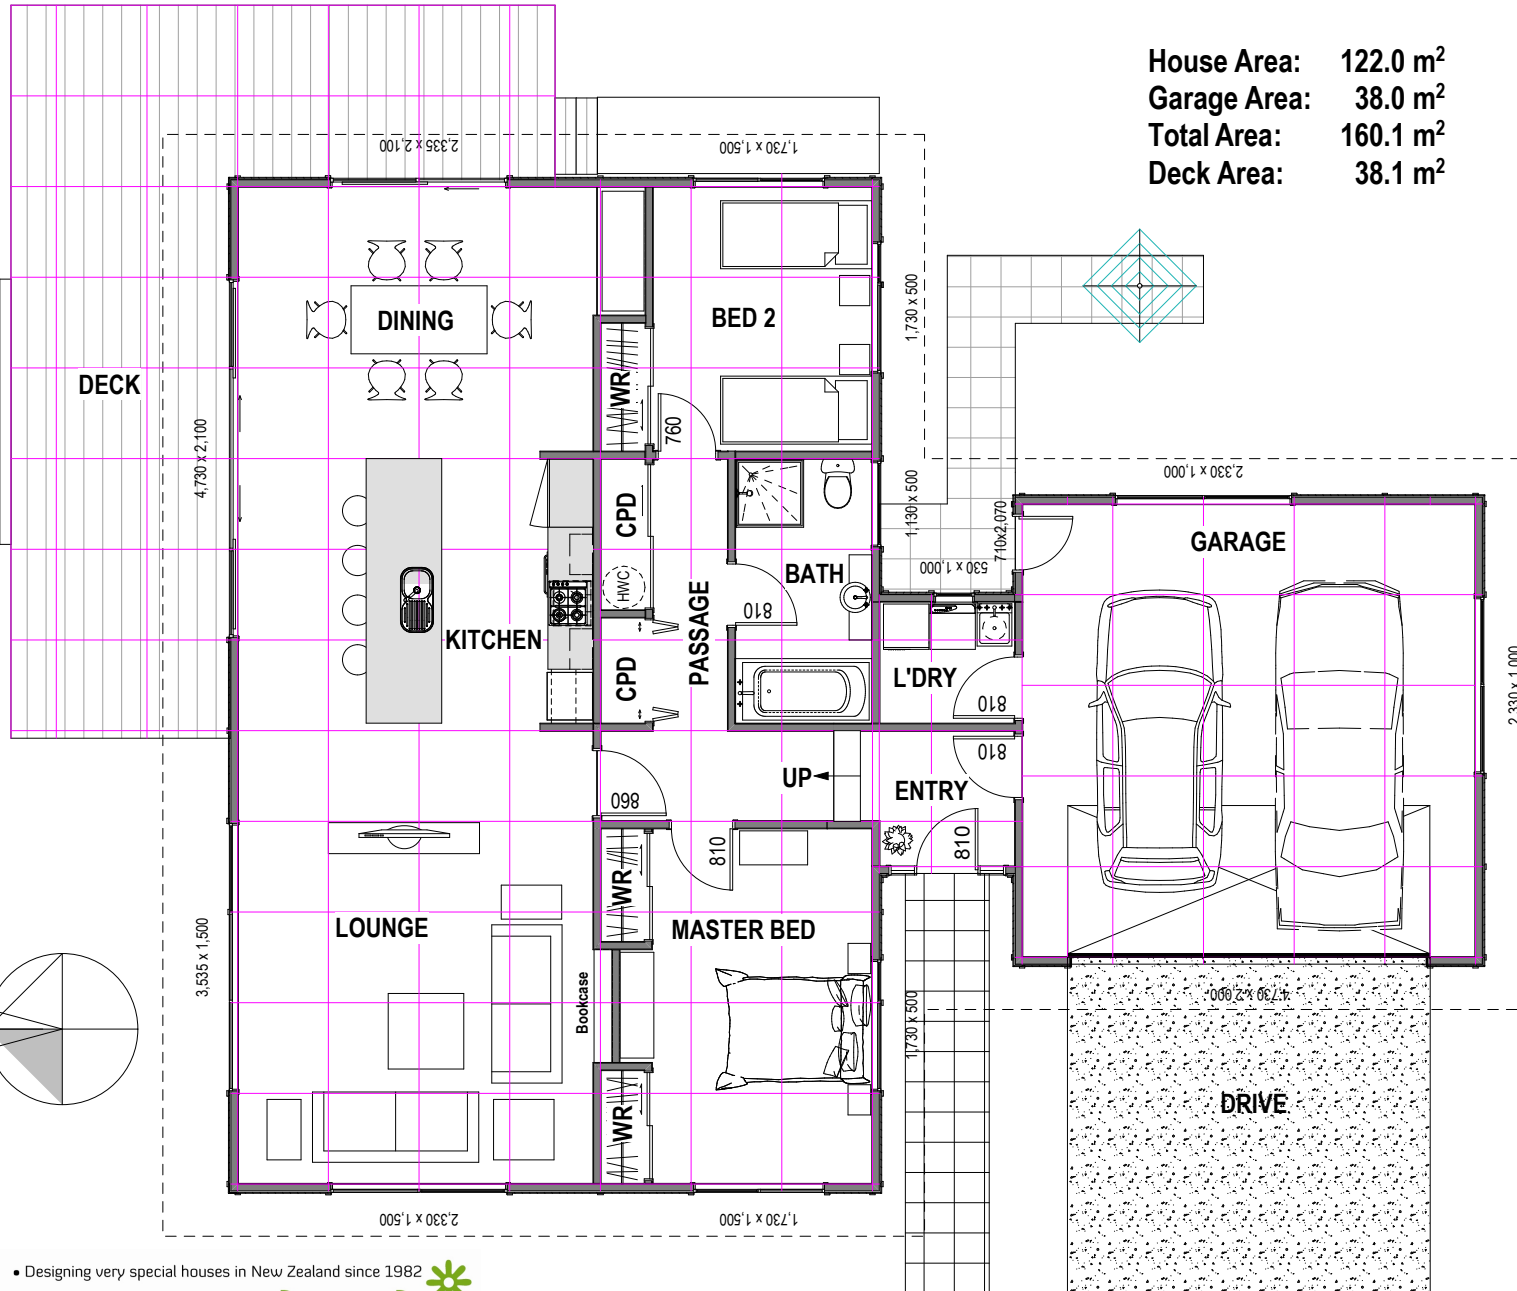 House Area: 122.0 m²
Garage Area: 38.0 m²
Total Area: 160.1 m²
Deck Area: 38.1 m²
2,335 x 2,100
1,730 x 1,500
DINING
BED 2
1,730 x 500
DECK
WR
760
4,730 x 2,100
2,330 x 1,000
CPD
1,130 x 500
710x2,070
GARAGE
530 x 1,000
BATH
HWC
810
KITCHEN
PASSAGE
CPD
L'DRY
810
2,330 x 1,000
810
UP
ENTRY
860
810
810
WR
LOUNGE
MASTER BED
3,535 x 1,500
Bookcase
1,730 x 500
4,730 x 2,000
WR
DRIVE
2,330 x 1,500
1,730 x 1,500
• Designing very special houses in New Zealand since 1982